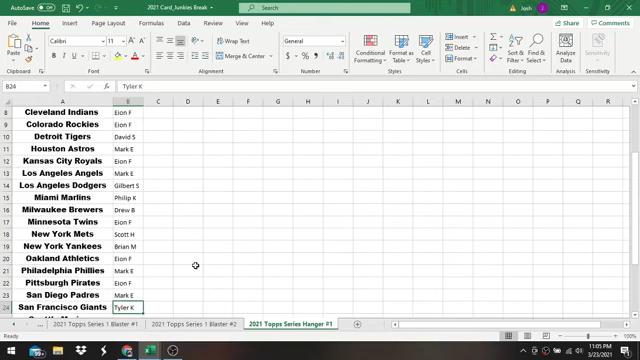 AutoSave On
2021 Card_Junkies Break
Search
Josh J
File Home Insert Draw Page Layout Formulas Data Review View Help
Share Comments
Paste
Calibri 11
Wrap Text
General
Merge & Center
Conditional Formatting
Format as Table
Cell Styles
Insert
Delete
Format
Sort & Filter
Find & Select
Analyze Data
Sensitivity
Clipboard Font Alignment Number Styles Cells Editing Analysis Sensitivity
B24 Tyler K
A B C D E F G H I J K L M N O P Q R
8 Cleveland Indians Eion F
9 Colorado Rockies Eion F
10 Detroit Tigers David S
11 Houston Astros Mark E
12 Kansas City Royals Eion F
13 Los Angeles Angels Mark E
14 Los Angeles Dodgers Gilbert S
15 Miami Marlins Philip K
16 Milwaukee Brewers Drew B
17 Minnesota Twins Eion F
18 New York Mets Scott H
19 New York Yankees Brian M
20 Oakland Athletics Eion F
21 Philadelphia Phillies Mark E
22 Pittsburgh Pirates Eion F
23 San Diego Padres Mark E
24 San Francisco Giants Tyler K
... 2021 Topps Series 1 Blaster #1 2021 Topps Series 1 Blaster #2 2021 Topps Series Hanger #1
100%
11:05 PM
3/23/2021